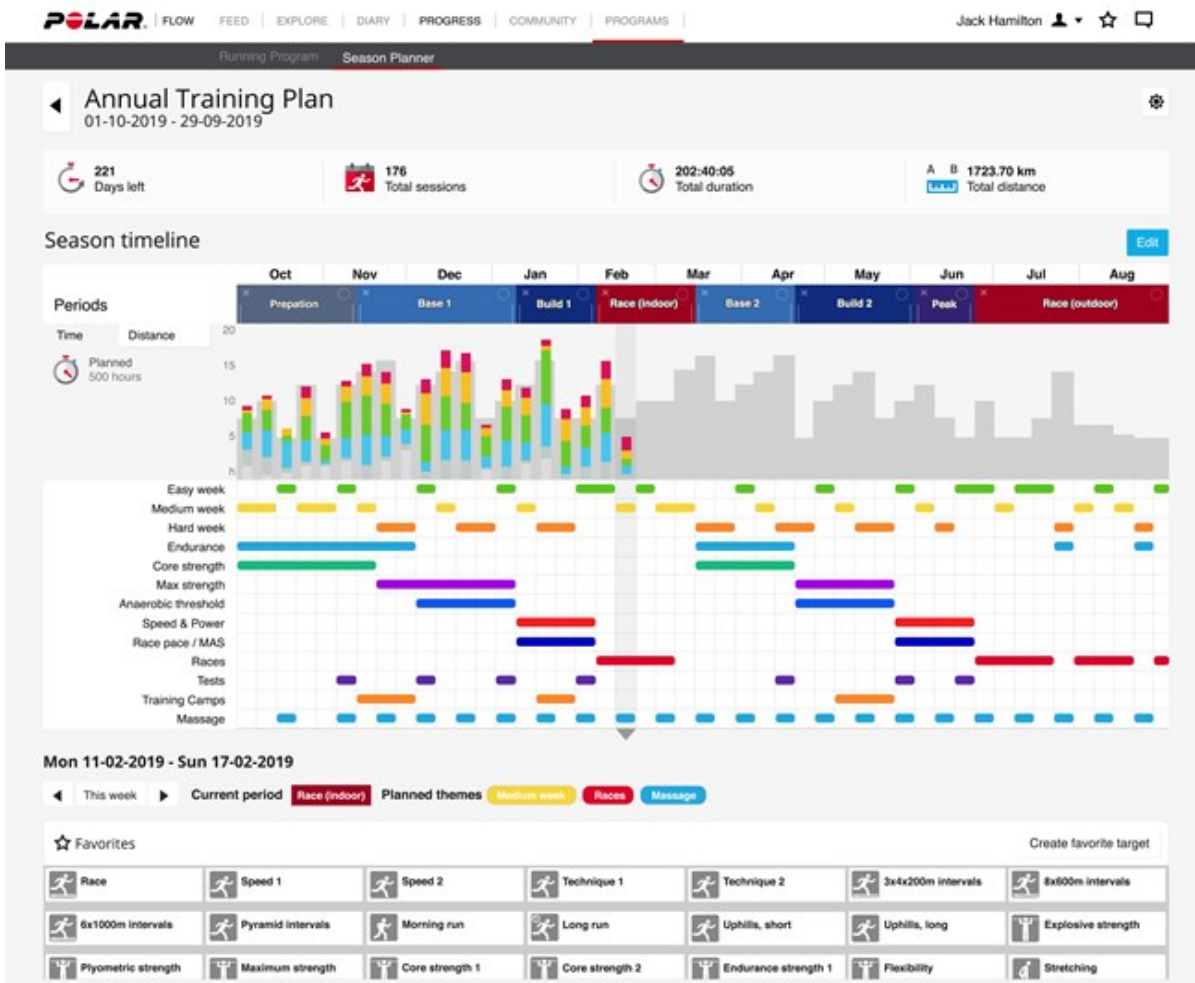 POLAR. FLOW FEED EXPLORE DIARY PROGRESS COMMUNITY PROGRAMS Jack Hamilton
Running Program Season Planner
Annual Training Plan
01-10-2019 - 29-09-2019
221 Days left
176 Total sessions
202:40:05 Total duration
A B 1723.70 km Total distance
Season timeline Edit
Oct Nov Dec Jan Feb Mar Apr May Jun Jul Aug
Periods Prepation Base 1 Build 1 Race (indoor) Base 2 Build 2 Peak Race (outdoor)
Time Distance
Planned
500 hours
20
15
10
5
h
Easy week
Medium week
Hard week
Endurance
Core strength
Max strength
Anaerobic threshold
Speed & Power
Race pace / MAS
Races
Tests
Training Camps
Massage
Mon 11-02-2019 - Sun 17-02-2019
This week Current period Race (indoor) Planned themes Medium week Races Massage
Favorites Create favorite target
Race Speed 1 Speed 2 Technique 1 Technique 2 3x4x200m intervals 8x600m intervals
6x1000m intervals Pyramid intervals Morning run Long run Uphills, short Uphills, long Explosive strength
Plyometric strength Maximum strength Core strength 1 Core strength 2 Endurance strength 1 Flexibility Stretching